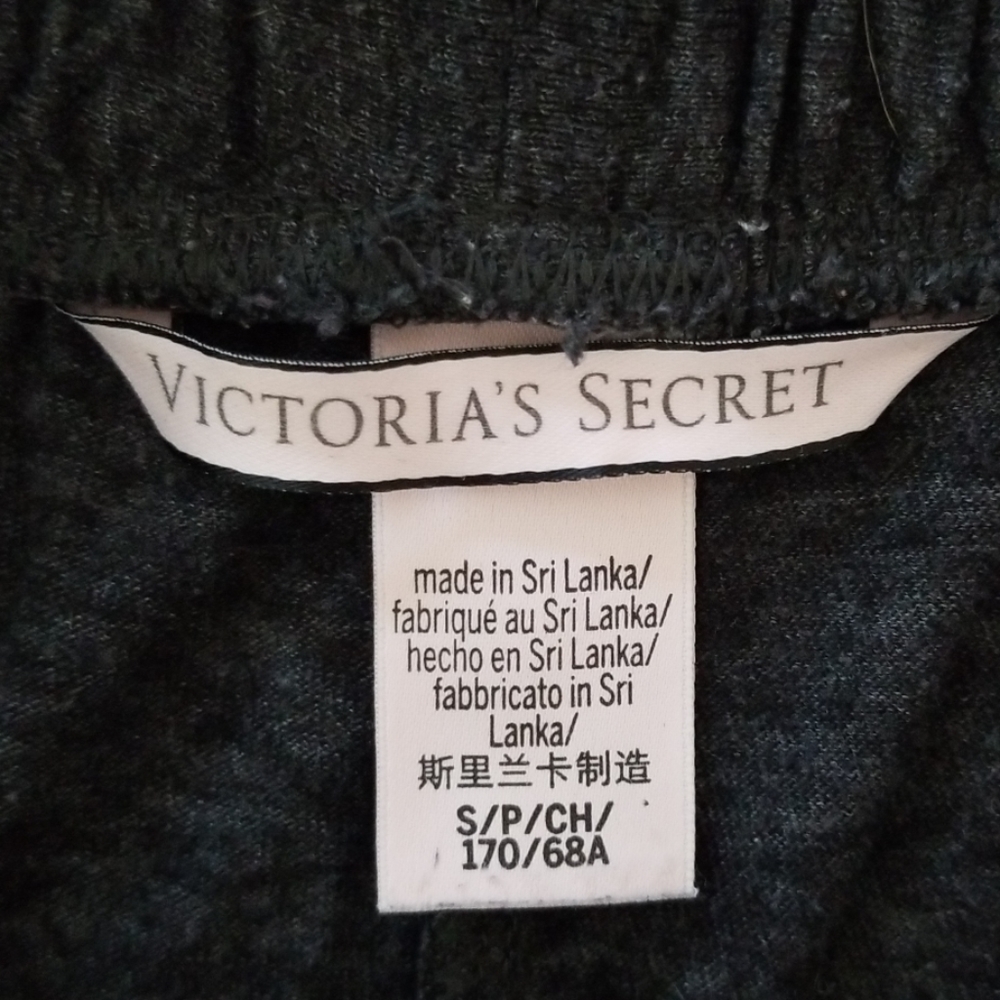 VICTORIA'S SECRET
made in Sri Lanka/
fabriqué au Sri Lanka/
hecho en Sri Lanka/
fabbricato in Sri
Lanka/
斯里兰卡制造
S/P/CH/
170/68A